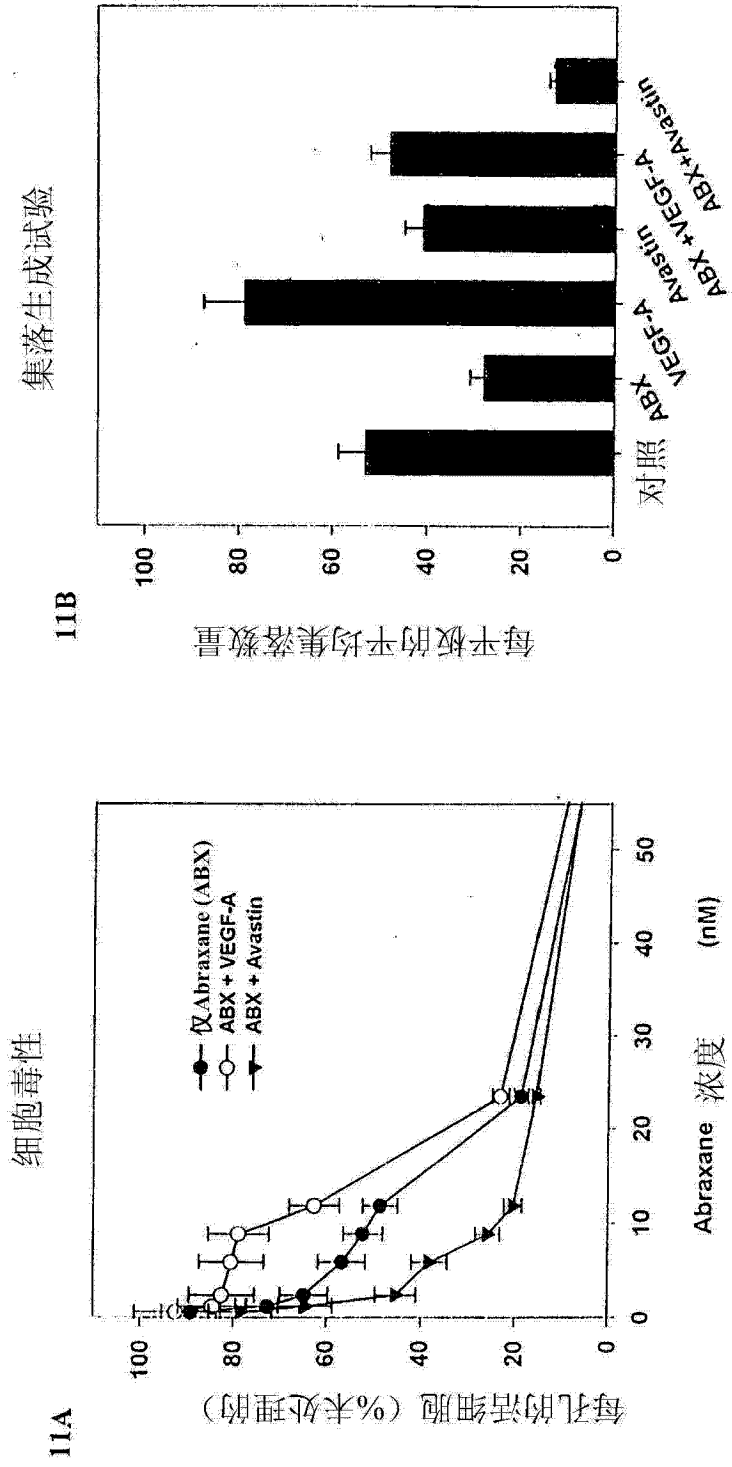 11A
细胞毒性
每孔的活细胞（%未处理的）
100
80
60
40
20
0
仅Abraxane (ABX)
ABX + VEGF-A
ABX + Avastin
0
10
20
30
40
50
Abraxane 浓度 (nM)
11B
集落生成试验
每平板的平均集落数量
100
80
60
40
20
0
对照
ABX
VEGF-A
Avastin
ABX +VEGF-A
ABX+Avastin